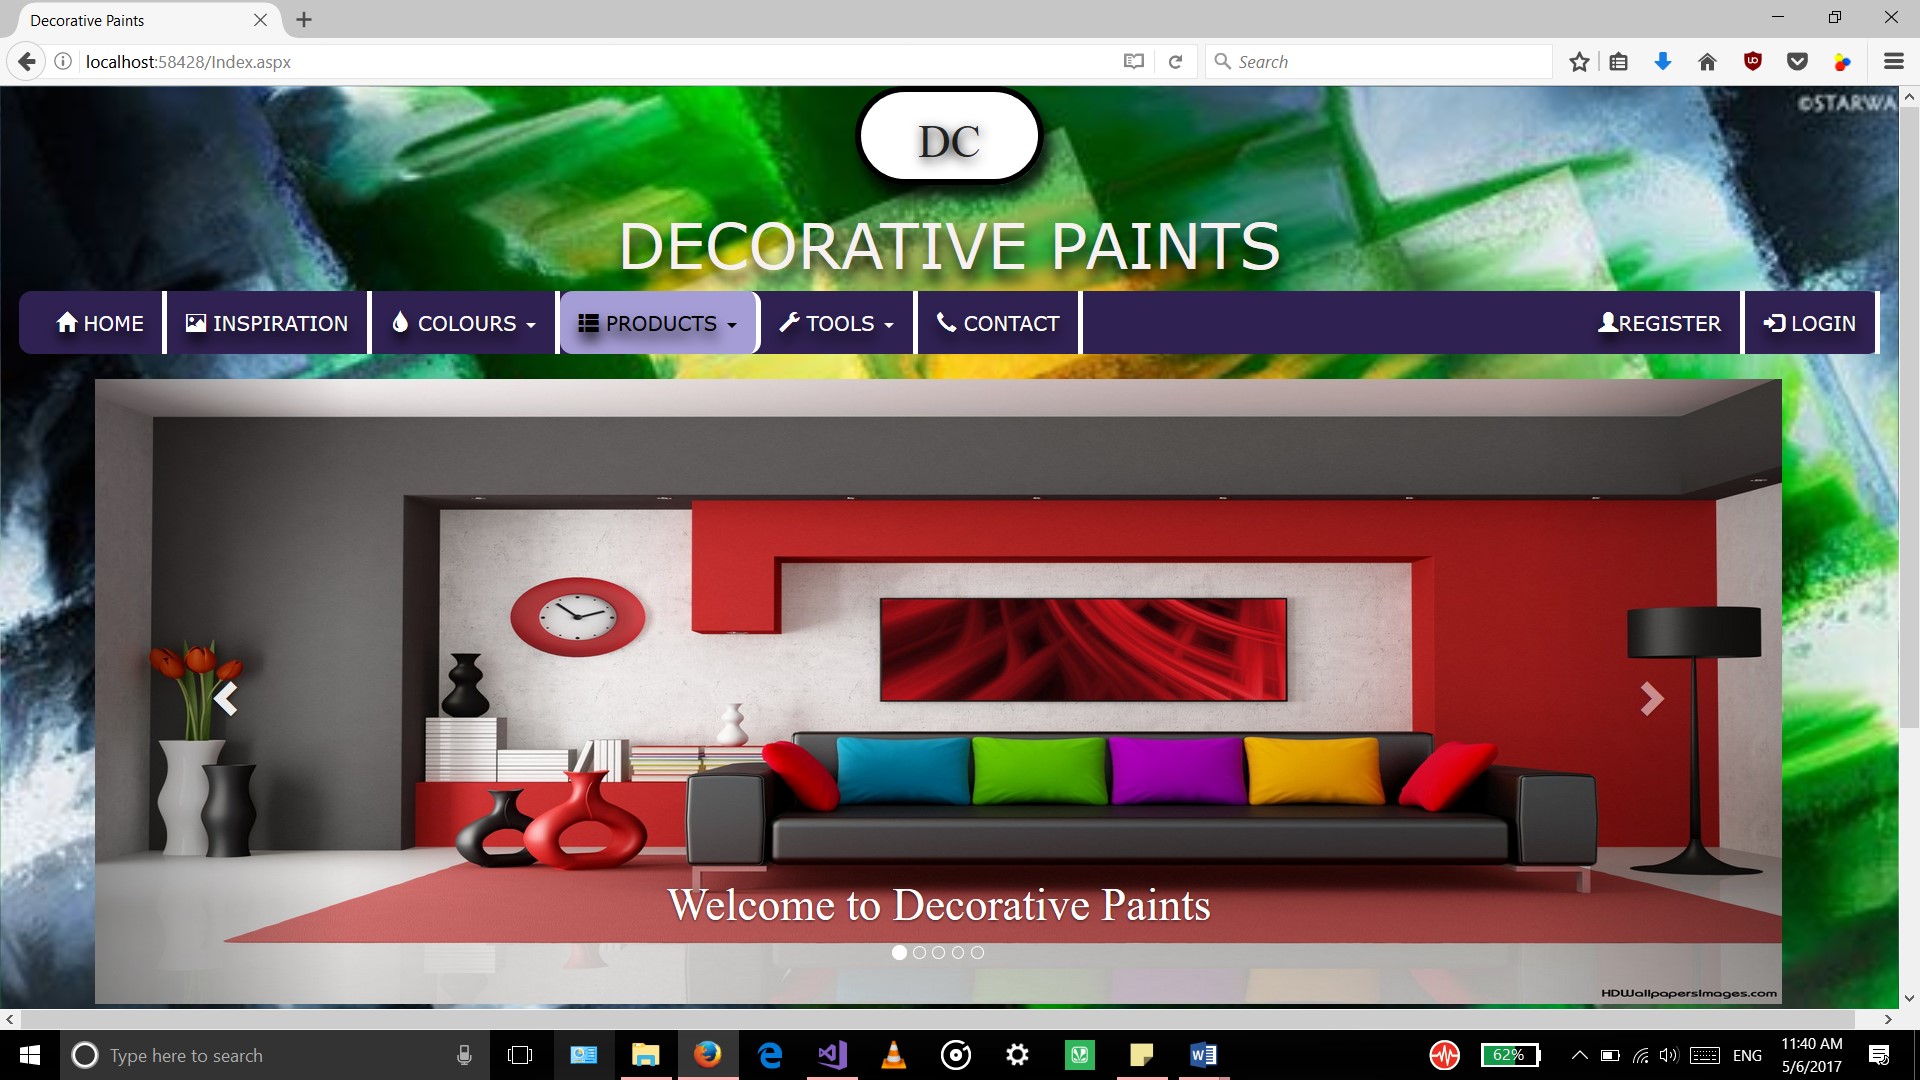 Decorative Paints
localhost:58428/Index.aspx
Search
©STARWA
DC
DECORATIVE PAINTS
HOME INSPIRATION COLOURS PRODUCTS TOOLS CONTACT REGISTER LOGIN
Welcome to Decorative Paints
HDWallpapersImages.com
Type here to search
62%
ENG
11:40 AM
5/6/2017